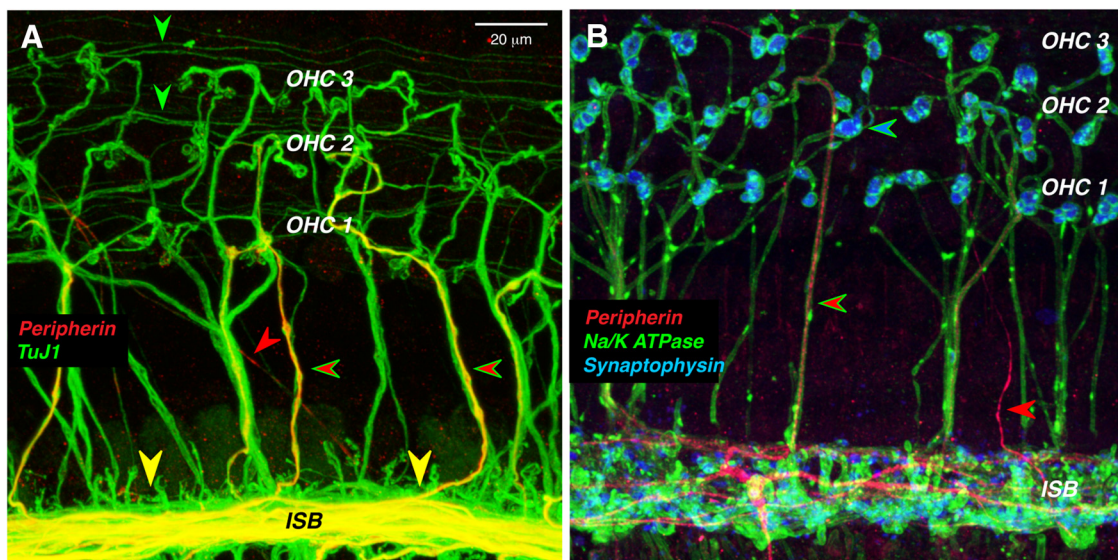 A
20 μm
OHC 3
OHC 2
OHC 1
Peripherin
TuJ1
ISB
B
OHC 3
OHC 2
OHC 1
Peripherin
Na/K ATPase
Synaptophysin
ISB